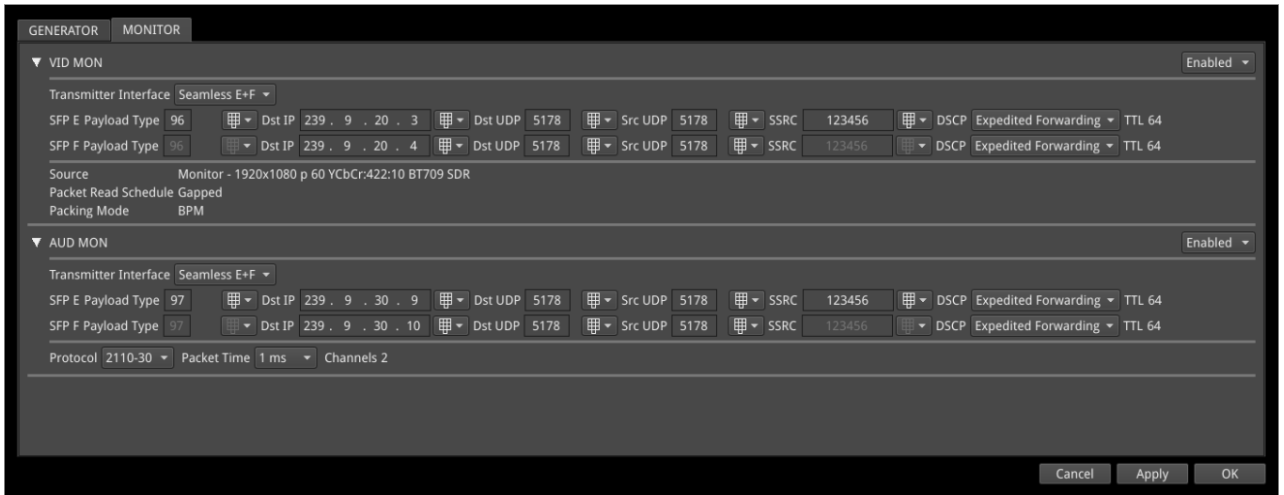 GENERATOR MONITOR
VID MON Enabled
Transmitter Interface Seamless E+F
SFP E Payload Type 96 Dst IP 239 . 9 . 20 . 3 Dst UDP 5178 Src UDP 5178 SSRC 123456 DSCP Expedited Forwarding TTL 64
SFP F Payload Type 96 Dst IP 239 . 9 . 20 . 4 Dst UDP 5178 Src UDP 5178 SSRC 123456 DSCP Expedited Forwarding TTL 64
Source Monitor - 1920x1080 p 60 YCbCr:422:10 BT709 SDR
Packet Read Schedule Gapped
Packing Mode BPM
AUD MON Enabled
Transmitter Interface Seamless E+F
SFP E Payload Type 97 Dst IP 239 . 9 . 30 . 9 Dst UDP 5178 Src UDP 5178 SSRC 123456 DSCP Expedited Forwarding TTL 64
SFP F Payload Type 97 Dst IP 239 . 9 . 30 . 10 Dst UDP 5178 Src UDP 5178 SSRC 123456 DSCP Expedited Forwarding TTL 64
Protocol 2110-30 Packet Time 1 ms Channels 2
Cancel Apply OK